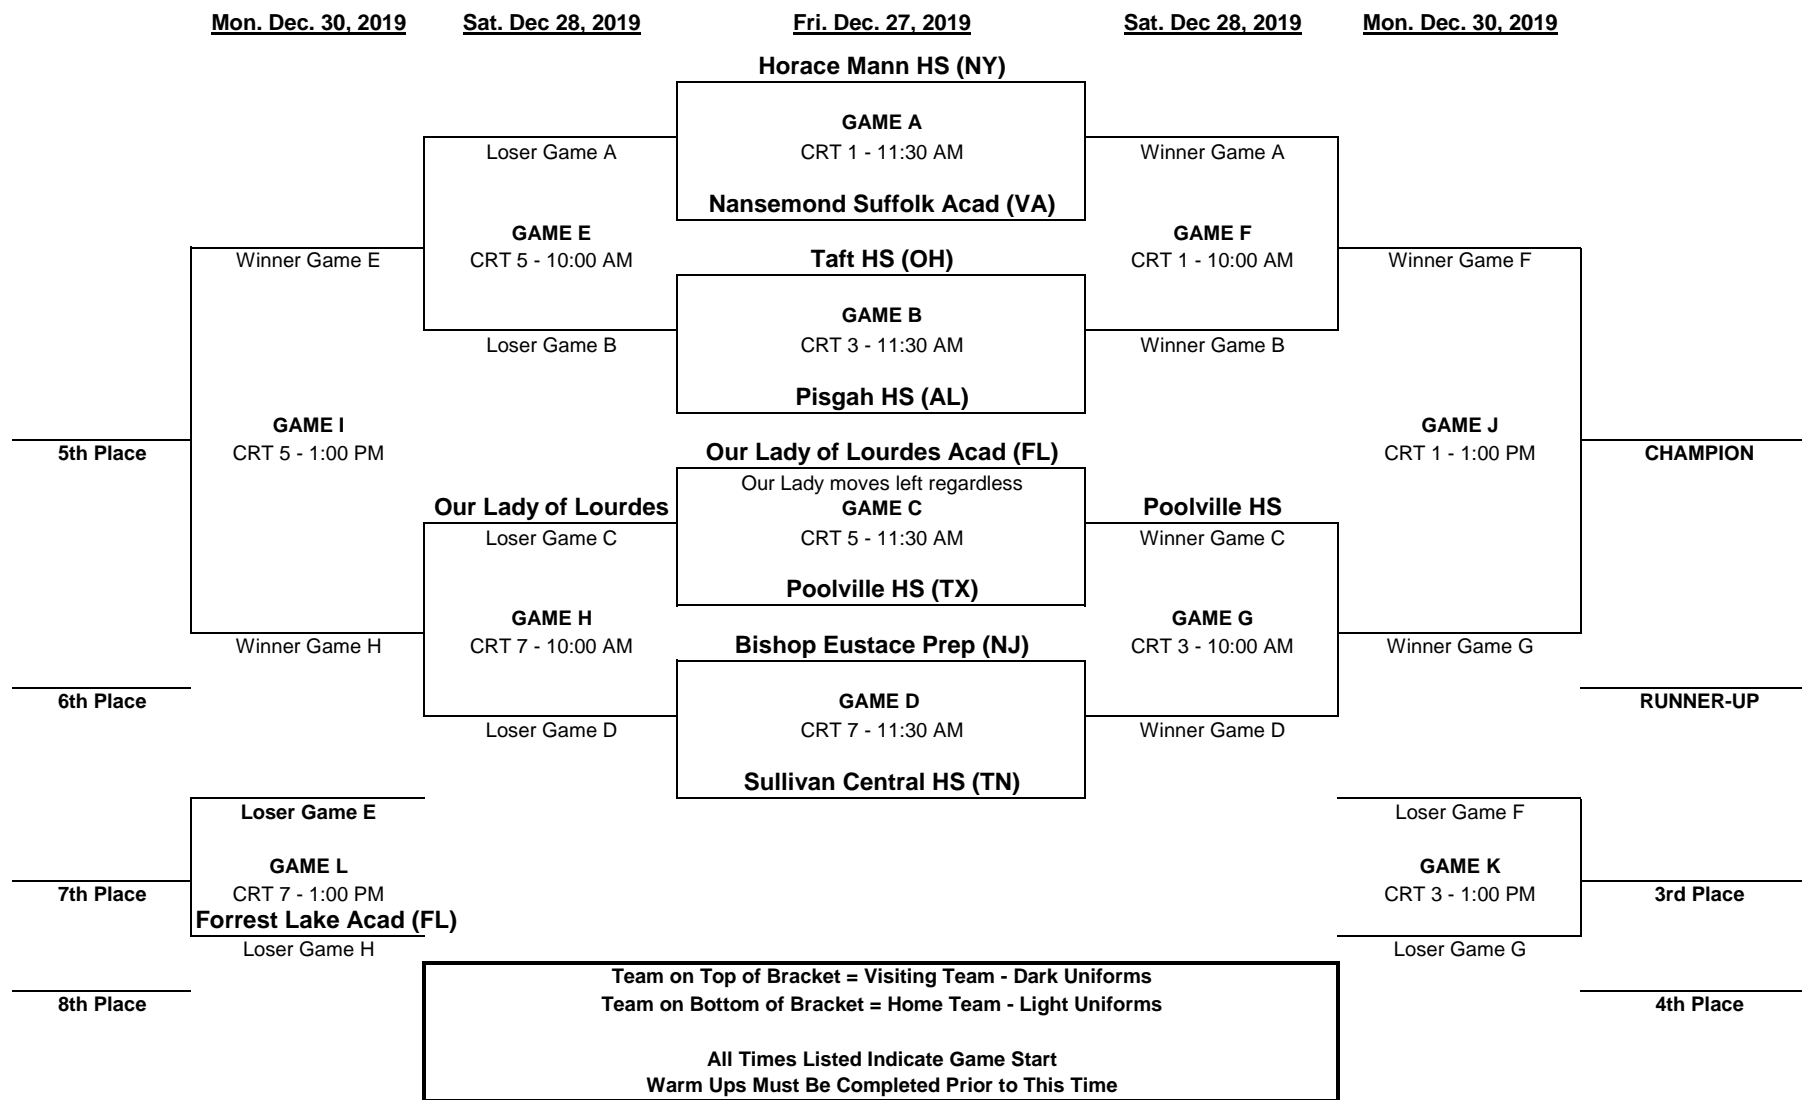 Mon. Dec. 30, 2019 Sat. Dec 28, 2019 Fri. Dec. 27, 2019 Sat. Dec 28, 2019 Mon. Dec. 30, 2019
Horace Mann HS (NY)
GAME A
Loser Game A CRT 1 - 11:30 AM Winner Game A
Nansemond Suffolk Acad (VA)
GAME E GAME F
Winner Game E CRT 5 - 10:00 AM Taft HS (OH) CRT 1 - 10:00 AM Winner Game F
GAME B
Loser Game B CRT 3 - 11:30 AM Winner Game B
Pisgah HS (AL)
GAME I GAME J
5th Place CRT 5 - 1:00 PM Our Lady of Lourdes Acad (FL) CRT 1 - 1:00 PM CHAMPION
Our Lady moves left regardless
Our Lady of Lourdes GAME C Poolville HS
Loser Game C CRT 5 - 11:30 AM Winner Game C
Poolville HS (TX)
GAME H GAME G
Winner Game H CRT 7 - 10:00 AM Bishop Eustace Prep (NJ) CRT 3 - 10:00 AM Winner Game G
6th Place GAME D RUNNER-UP
Loser Game D CRT 7 - 11:30 AM Winner Game D
Sullivan Central HS (TN)
Loser Game E Loser Game F
GAME L GAME K
7th Place CRT 7 - 1:00 PM CRT 3 - 1:00 PM 3rd Place
Forrest Lake Acad (FL)
Loser Game H Loser Game G
Team on Top of Bracket = Visiting Team - Dark Uniforms
8th Place Team on Bottom of Bracket = Home Team - Light Uniforms 4th Place
All Times Listed Indicate Game Start
Warm Ups Must Be Completed Prior to This Time